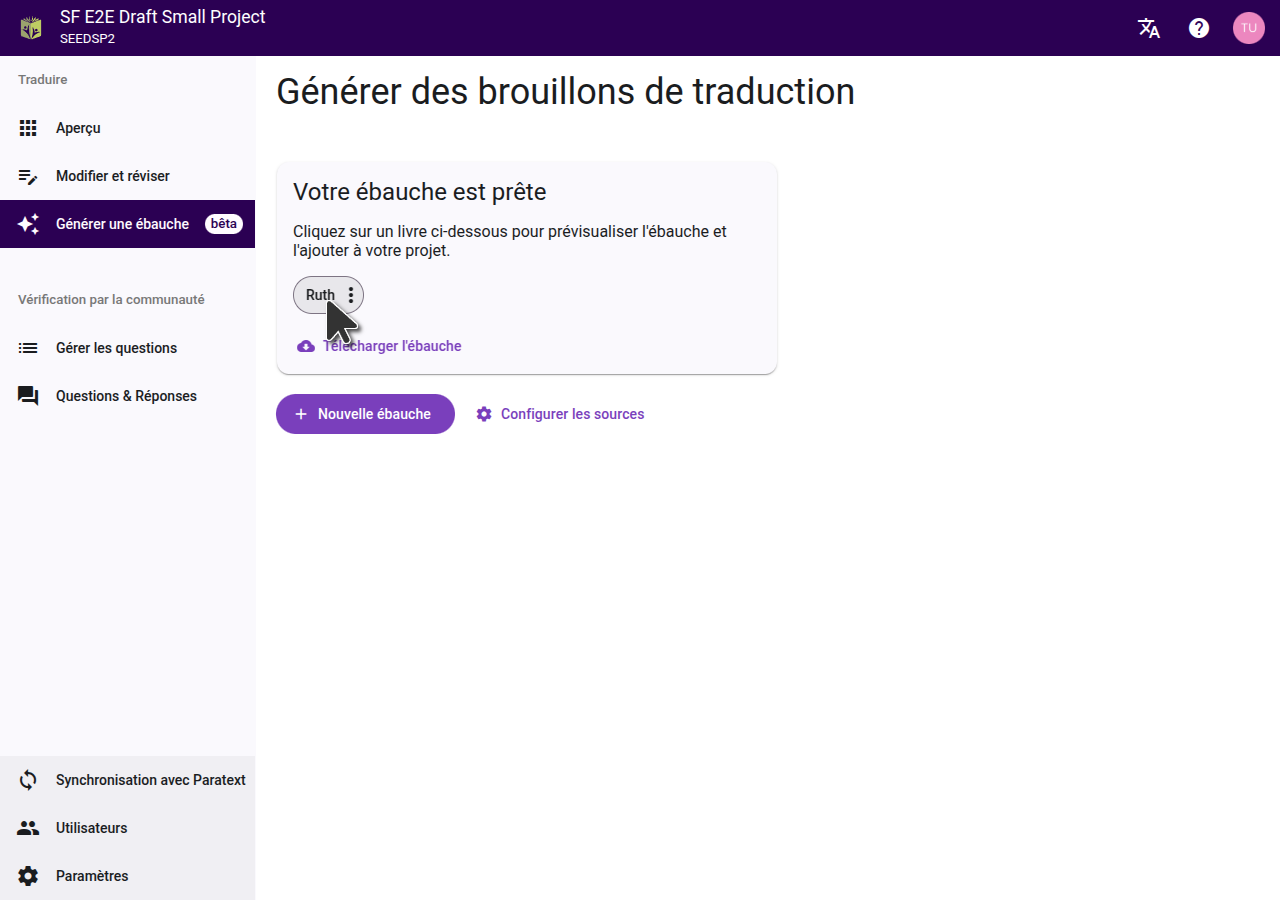 SF E2E Draft Small Project
SEEDSP2
TU
Traduire
Aperçu
Modifier et réviser
Générer une ébauche
bêta
Vérification par la communauté
Gérer les questions
Questions & Réponses
Synchronisation avec Paratext
Utilisateurs
Paramètres
Générer des brouillons de traduction
Votre ébauche est prête
Cliquez sur un livre ci-dessous pour prévisualiser l'ébauche et
l'ajouter à votre projet.
Ruth
Télécharger l'ébauche
Nouvelle ébauche
Configurer les sources